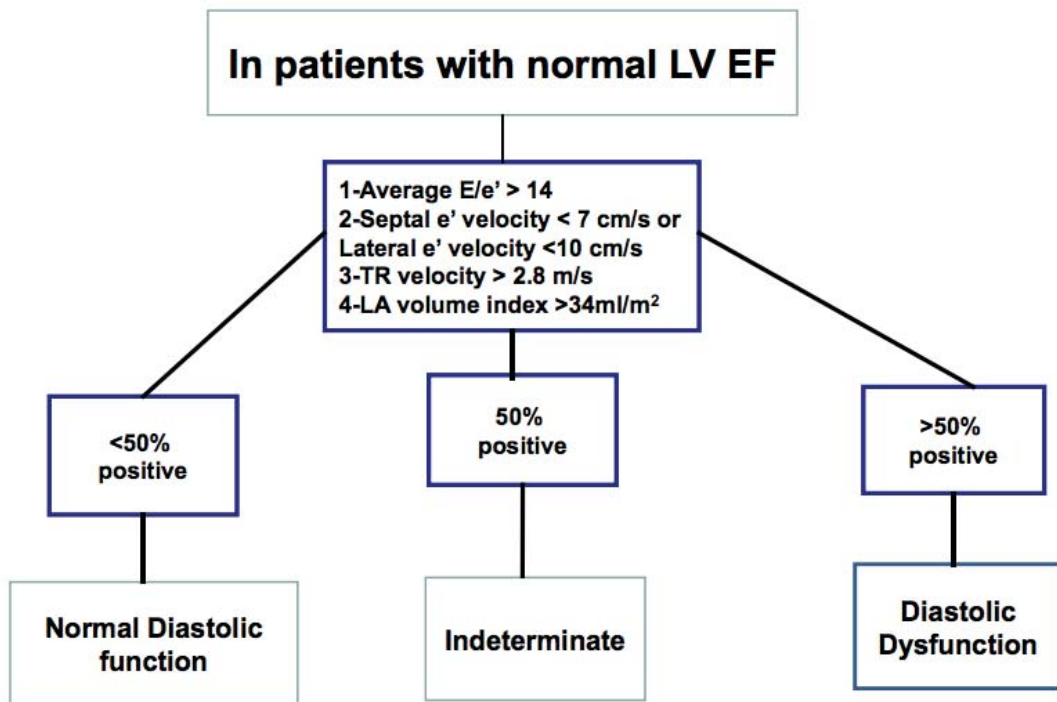 In patients with normal LV EF
1-Average E/e’ > 14
2-Septal e’ velocity < 7 cm/s or
Lateral e’ velocity <10 cm/s
3-TR velocity > 2.8 m/s
4-LA volume index >34ml/m²
<50%
positive
50%
positive
>50%
positive
Normal Diastolic
function
Indeterminate
Diastolic
Dysfunction